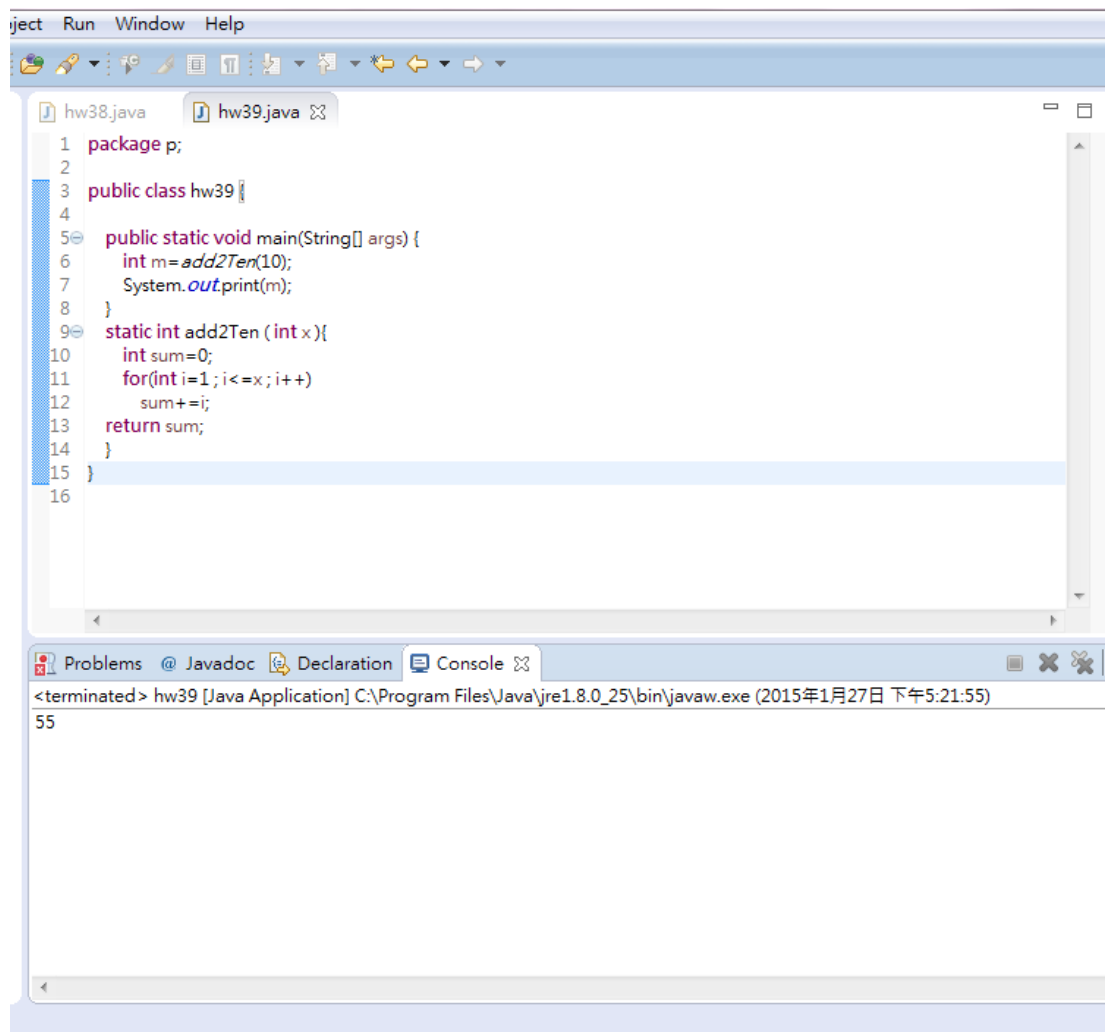 ject Run Window Help
hw38.java hw39.java
1 package p;
2
3 public class hw39 {
4
5 public static void main(String[] args) {
6 int m=add2Ten(10);
7 System.out.print(m);
8 }
9 static int add2Ten ( int x ){
10 int sum=0;
11 for(int i=1 ; i<=x ; i++)
12 sum+=i;
13 return sum;
14 }
15 }
16
Problems @ Javadoc Declaration Console
<terminated> hw39 [Java Application] C:\Program Files\Java\jre1.8.0_25\bin\javaw.exe (2015年1月27日 下午5:21:55)
55